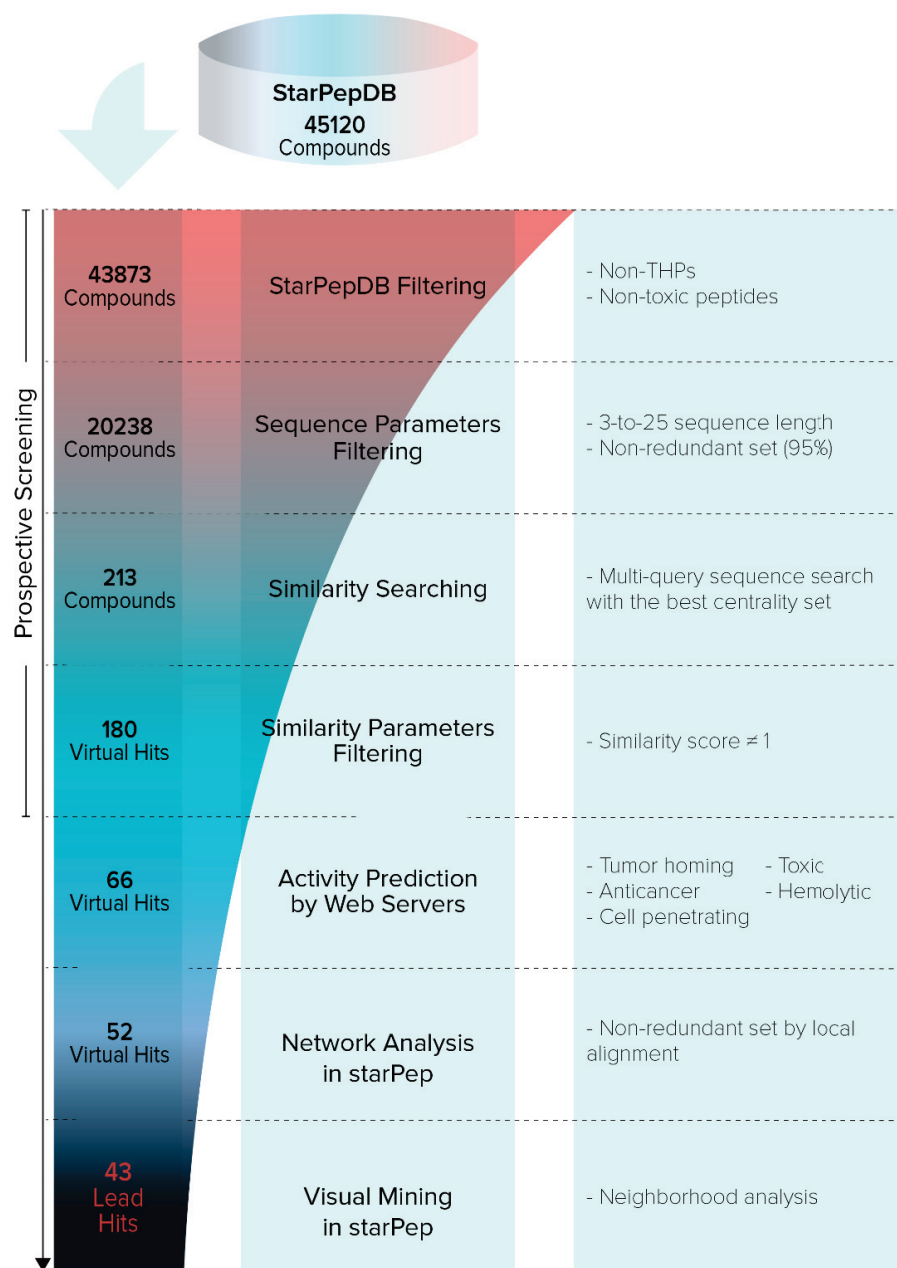 StarPepDB
45120
Compounds
Prospective Screening
43873
Compounds
StarPepDB Filtering
- Non-THPs
- Non-toxic peptides
20238
Compounds
Sequence Parameters
Filtering
- 3-to-25 sequence length
- Non-redundant set (95%)
213
Compounds
Similarity Searching
- Multi-query sequence search
with the best centrality set
180
Virtual Hits
Similarity Parameters
Filtering
- Similarity score ≠ 1
66
Virtual Hits
Activity Prediction
by Web Servers
- Tumor homing - Toxic
- Anticancer - Hemolytic
- Cell penetrating
52
Virtual Hits
Network Analysis
in starPep
- Non-redundant set by local
alignment
43
Lead
Hits
Visual Mining
in starPep
- Neighborhood analysis